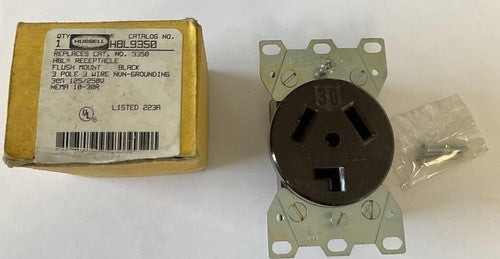 QTY. CATALOG NO.
1 HUBBELL HBL9350
REPLACES CAT. NO. 9350
HBL® RECEPTACLE
FLUSH MOUNT BLACK
3 POLE 3 WIRE NON-GROUNDING
30A 125/250V
NEMA 10-30R
LISTED 223A
30